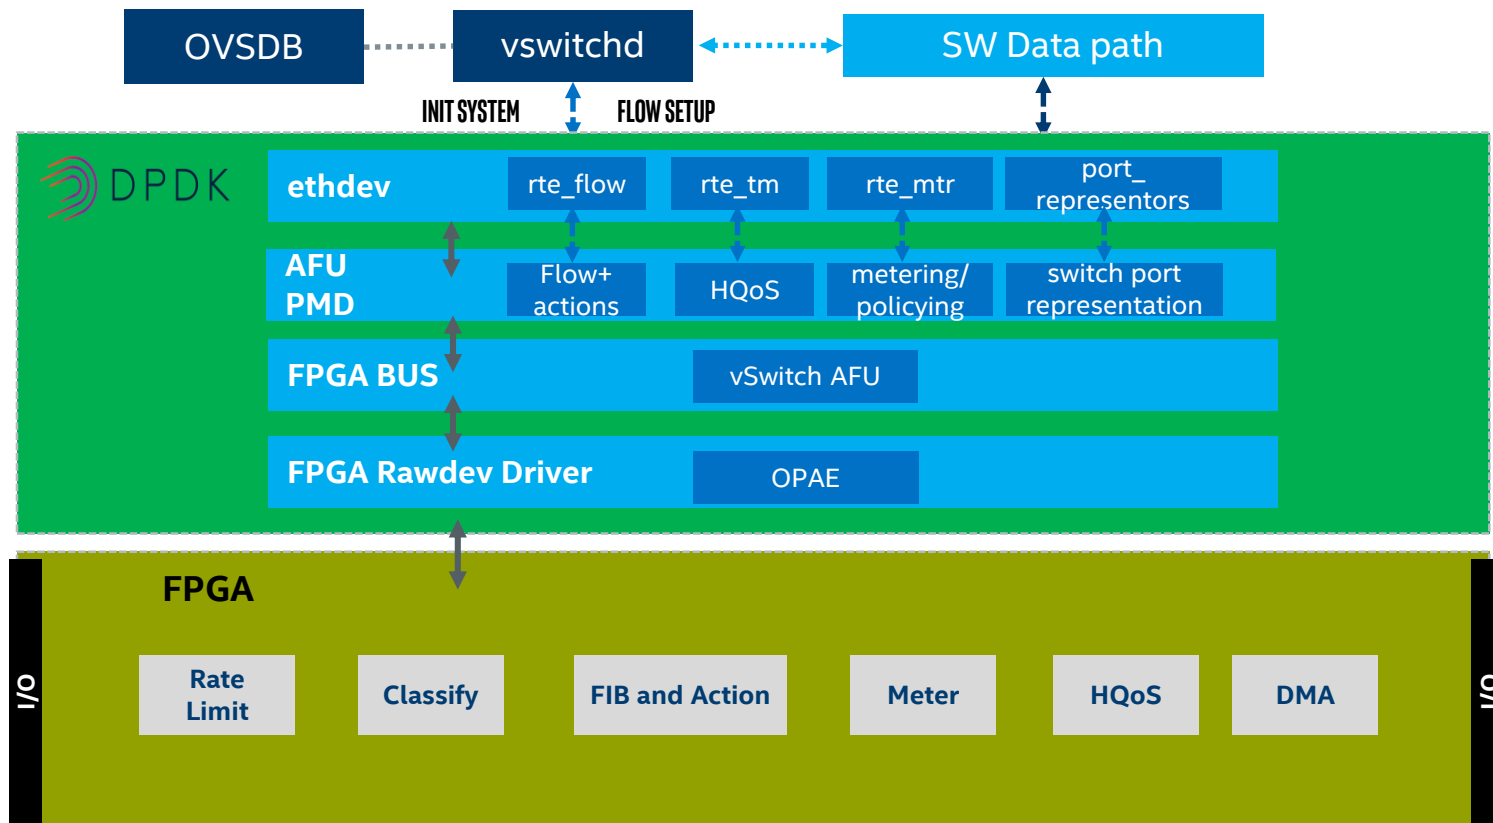 OVSDB
vswitchd
SW Data path
INIT SYSTEM
FLOW SETUP
DPDK
ethdev
rte_flow
rte_tm
rte_mtr
port_
representors
AFU
PMD
Flow+
actions
HQoS
metering/
policying
switch port
representation
FPGA BUS
vSwitch AFU
FPGA Rawdev Driver
OPAE
FPGA
I/O
Rate
Limit
Classify
FIB and Action
Meter
HQoS
DMA
I/O